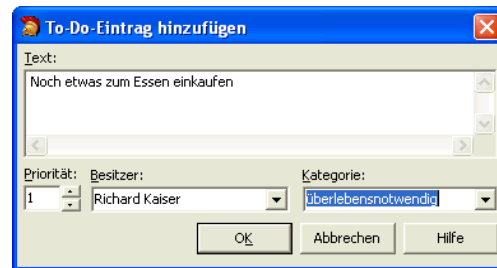 To-Do-Eintrag hinzufügen
Text:
Noch etwas zum Essen einkaufen
Priorität: Besitzer: Kategorie:
1 Richard Kaiser überlebensnotwendig
OK Abbrechen Hilfe